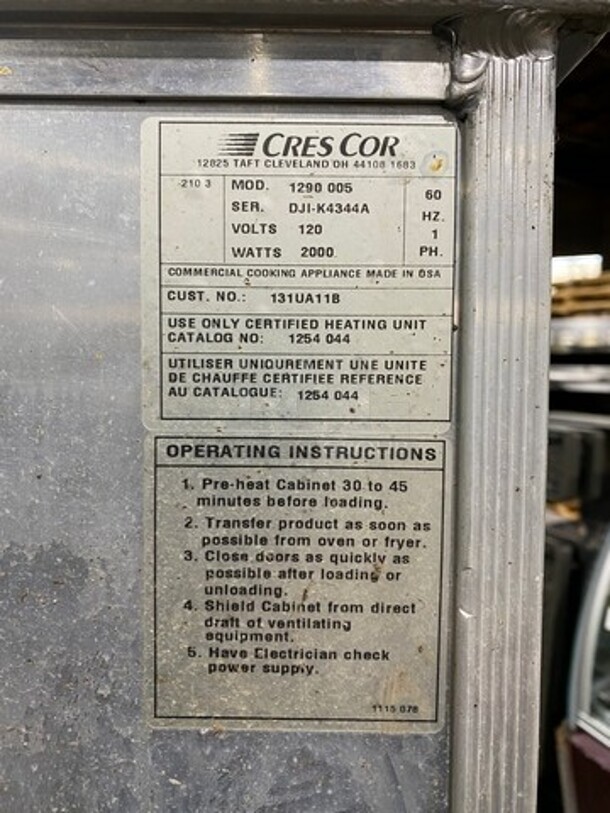 CRES COR
12825 TAFT CLEVELAND OH 44108 1683
210 3
MOD. 1290 005
SER. DJI-K4344A
VOLTS 120
WATTS 2000
60
HZ.
1
PH.
COMMERCIAL COOKING APPLIANCE MADE IN USA
CUST. NO.: 131UA11B
USE ONLY CERTIFIED HEATING UNIT
CATALOG NO: 1254 044
UTILISER UNIQUREMENT UNE UNITE
DE CHAUFFE CERTIFIEE REFERENCE
AU CATALOGUE: 1254 044
OPERATING INSTRUCTIONS
1. Pre-heat Cabinet 30 to 45
minutes before loading.
2. Transfer product as soon as
possible from oven or fryer.
3. Close doors as quickly as
possible after loading or
unloading.
4. Shield Cabinet from direct
draft of ventilating
equipment.
5. Have Electrician check
power supply.
1115 078